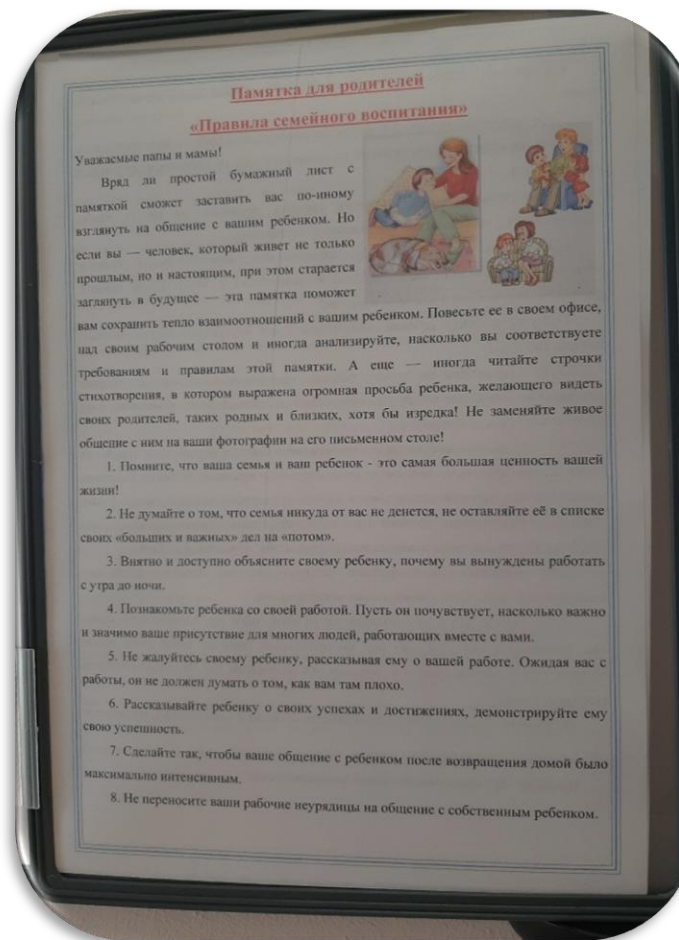 Памятка для родителей
«Правила семейного воспитания»
Уважаемые папы и мамы!
Вряд ли простой бумажный лист с
памяткой сможет заставить вас по-иному
взглянуть на общение с вашим ребенком. Но
если вы — человек, который живет не только
прошлым, но и настоящим, при этом старается
заглянуть в будущее — эта памятка поможет
вам сохранить тепло взаимоотношений с вашим ребенком. Повесьте ее в своем офисе,
над своим рабочим столом и иногда анализируйте, насколько вы соответствуете
требованиям и правилам этой памятки. А еще — иногда читайте строчки
стихотворения, в котором выражена огромная просьба ребенка, желающего видеть
своих родителей, таких родных и близких, хотя бы изредка! Не заменяйте живое
общение с ним на ваши фотографии на его письменном столе!
1. Помните, что ваша семья и ваш ребенок - это самая большая ценность вашей
жизни!
2. Не думайте о том, что семья никуда от вас не денется, не оставляйте её в списке
своих «больших и важных» дел на «потом».
3. Внятно и доступно объясните своему ребенку, почему вы вынуждены работать
с утра до ночи.
4. Познакомьте ребенка со своей работой. Пусть он почувствует, насколько важно
и значимо ваше присутствие для многих людей, работающих вместе с вами.
5. Не жалуйтесь своему ребенку, рассказывая ему о вашей работе. Ожидая вас с
работы, он не должен думать о том, как вам там плохо.
6. Рассказывайте ребенку о своих успехах и достижениях, демонстрируйте ему
свою успешность.
7. Сделайте так, чтобы ваше общение с ребенком после возвращения домой было
максимально интенсивным.
8. Не переносите ваши рабочие неурядицы на общение с собственным ребенком.